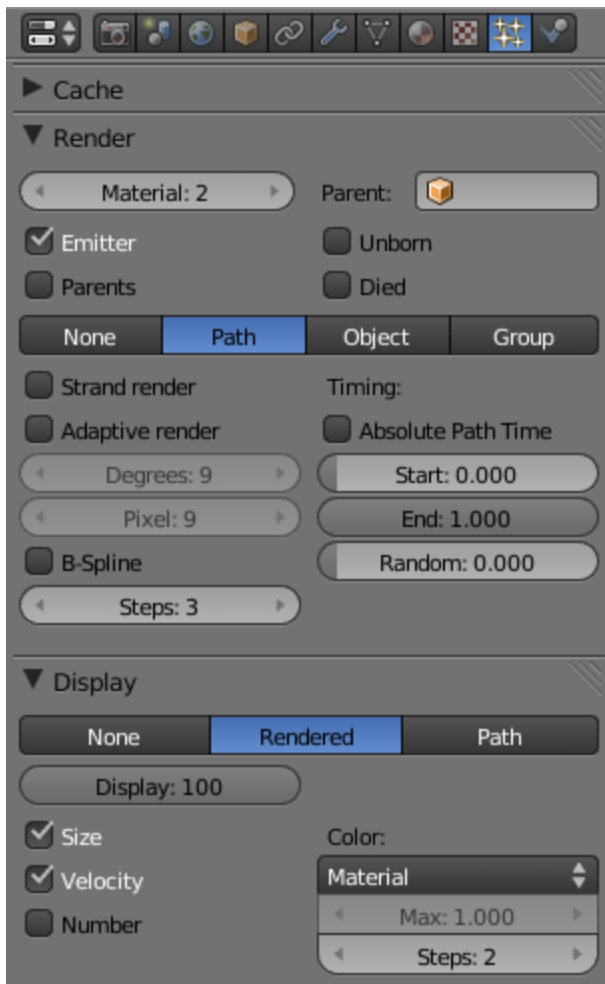 Cache
Render
Material: 2 Parent:
Emitter Unborn
Parents Died
None Path Object Group
Strand render Timing:
Adaptive render Absolute Path Time
Degrees: 9 Start: 0.000
Pixel: 9 End: 1.000
B-Spline Random: 0.000
Steps: 3
Display
None Rendered Path
Display: 100
Size Color:
Velocity Material
Number Max: 1.000
Steps: 2